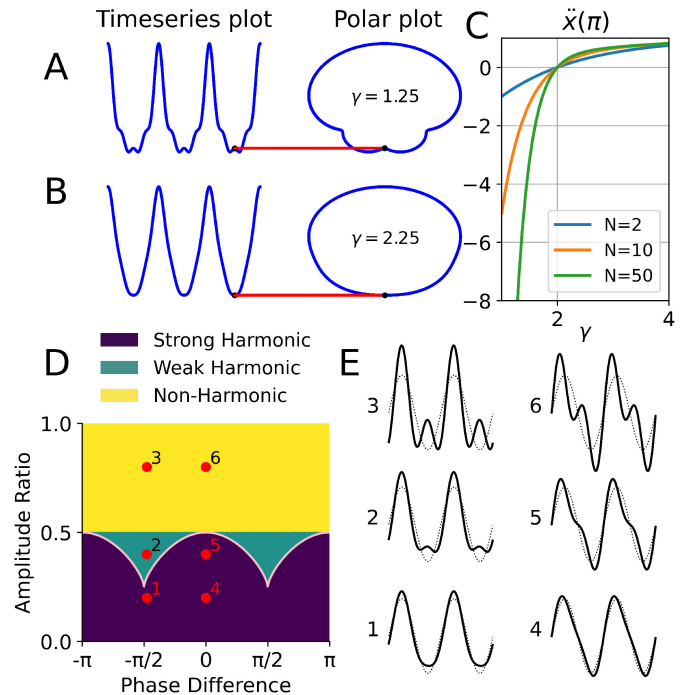 Timeseries plot
Polar plot
C
ẍ(π)
A
γ = 1.25
B
γ = 2.25
0
−2
−4
−6
−8
N=2
N=10
N=50
2
4
γ
D
Strong Harmonic
Weak Harmonic
Non-Harmonic
E
1.0
0.5
0.0
Amplitude Ratio
3
6
2
5
1
4
-π
-π/2
0
π/2
π
Phase Difference
3
6
2
5
1
4